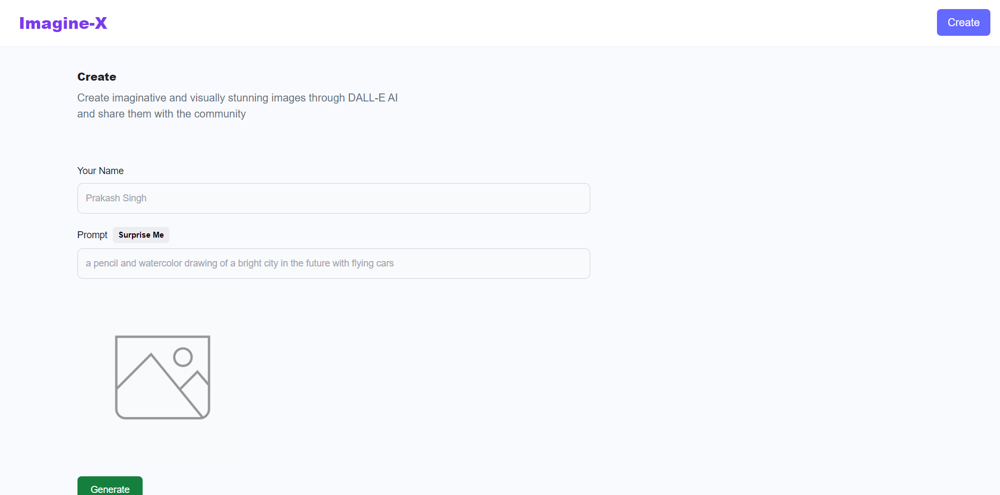 Imagine-X
Create
Create
Create imaginative and visually stunning images through DALL-E AI
and share them with the community
Your Name
Prakash Singh
Prompt Surprise Me
a pencil and watercolor drawing of a bright city in the future with flying cars
Generate